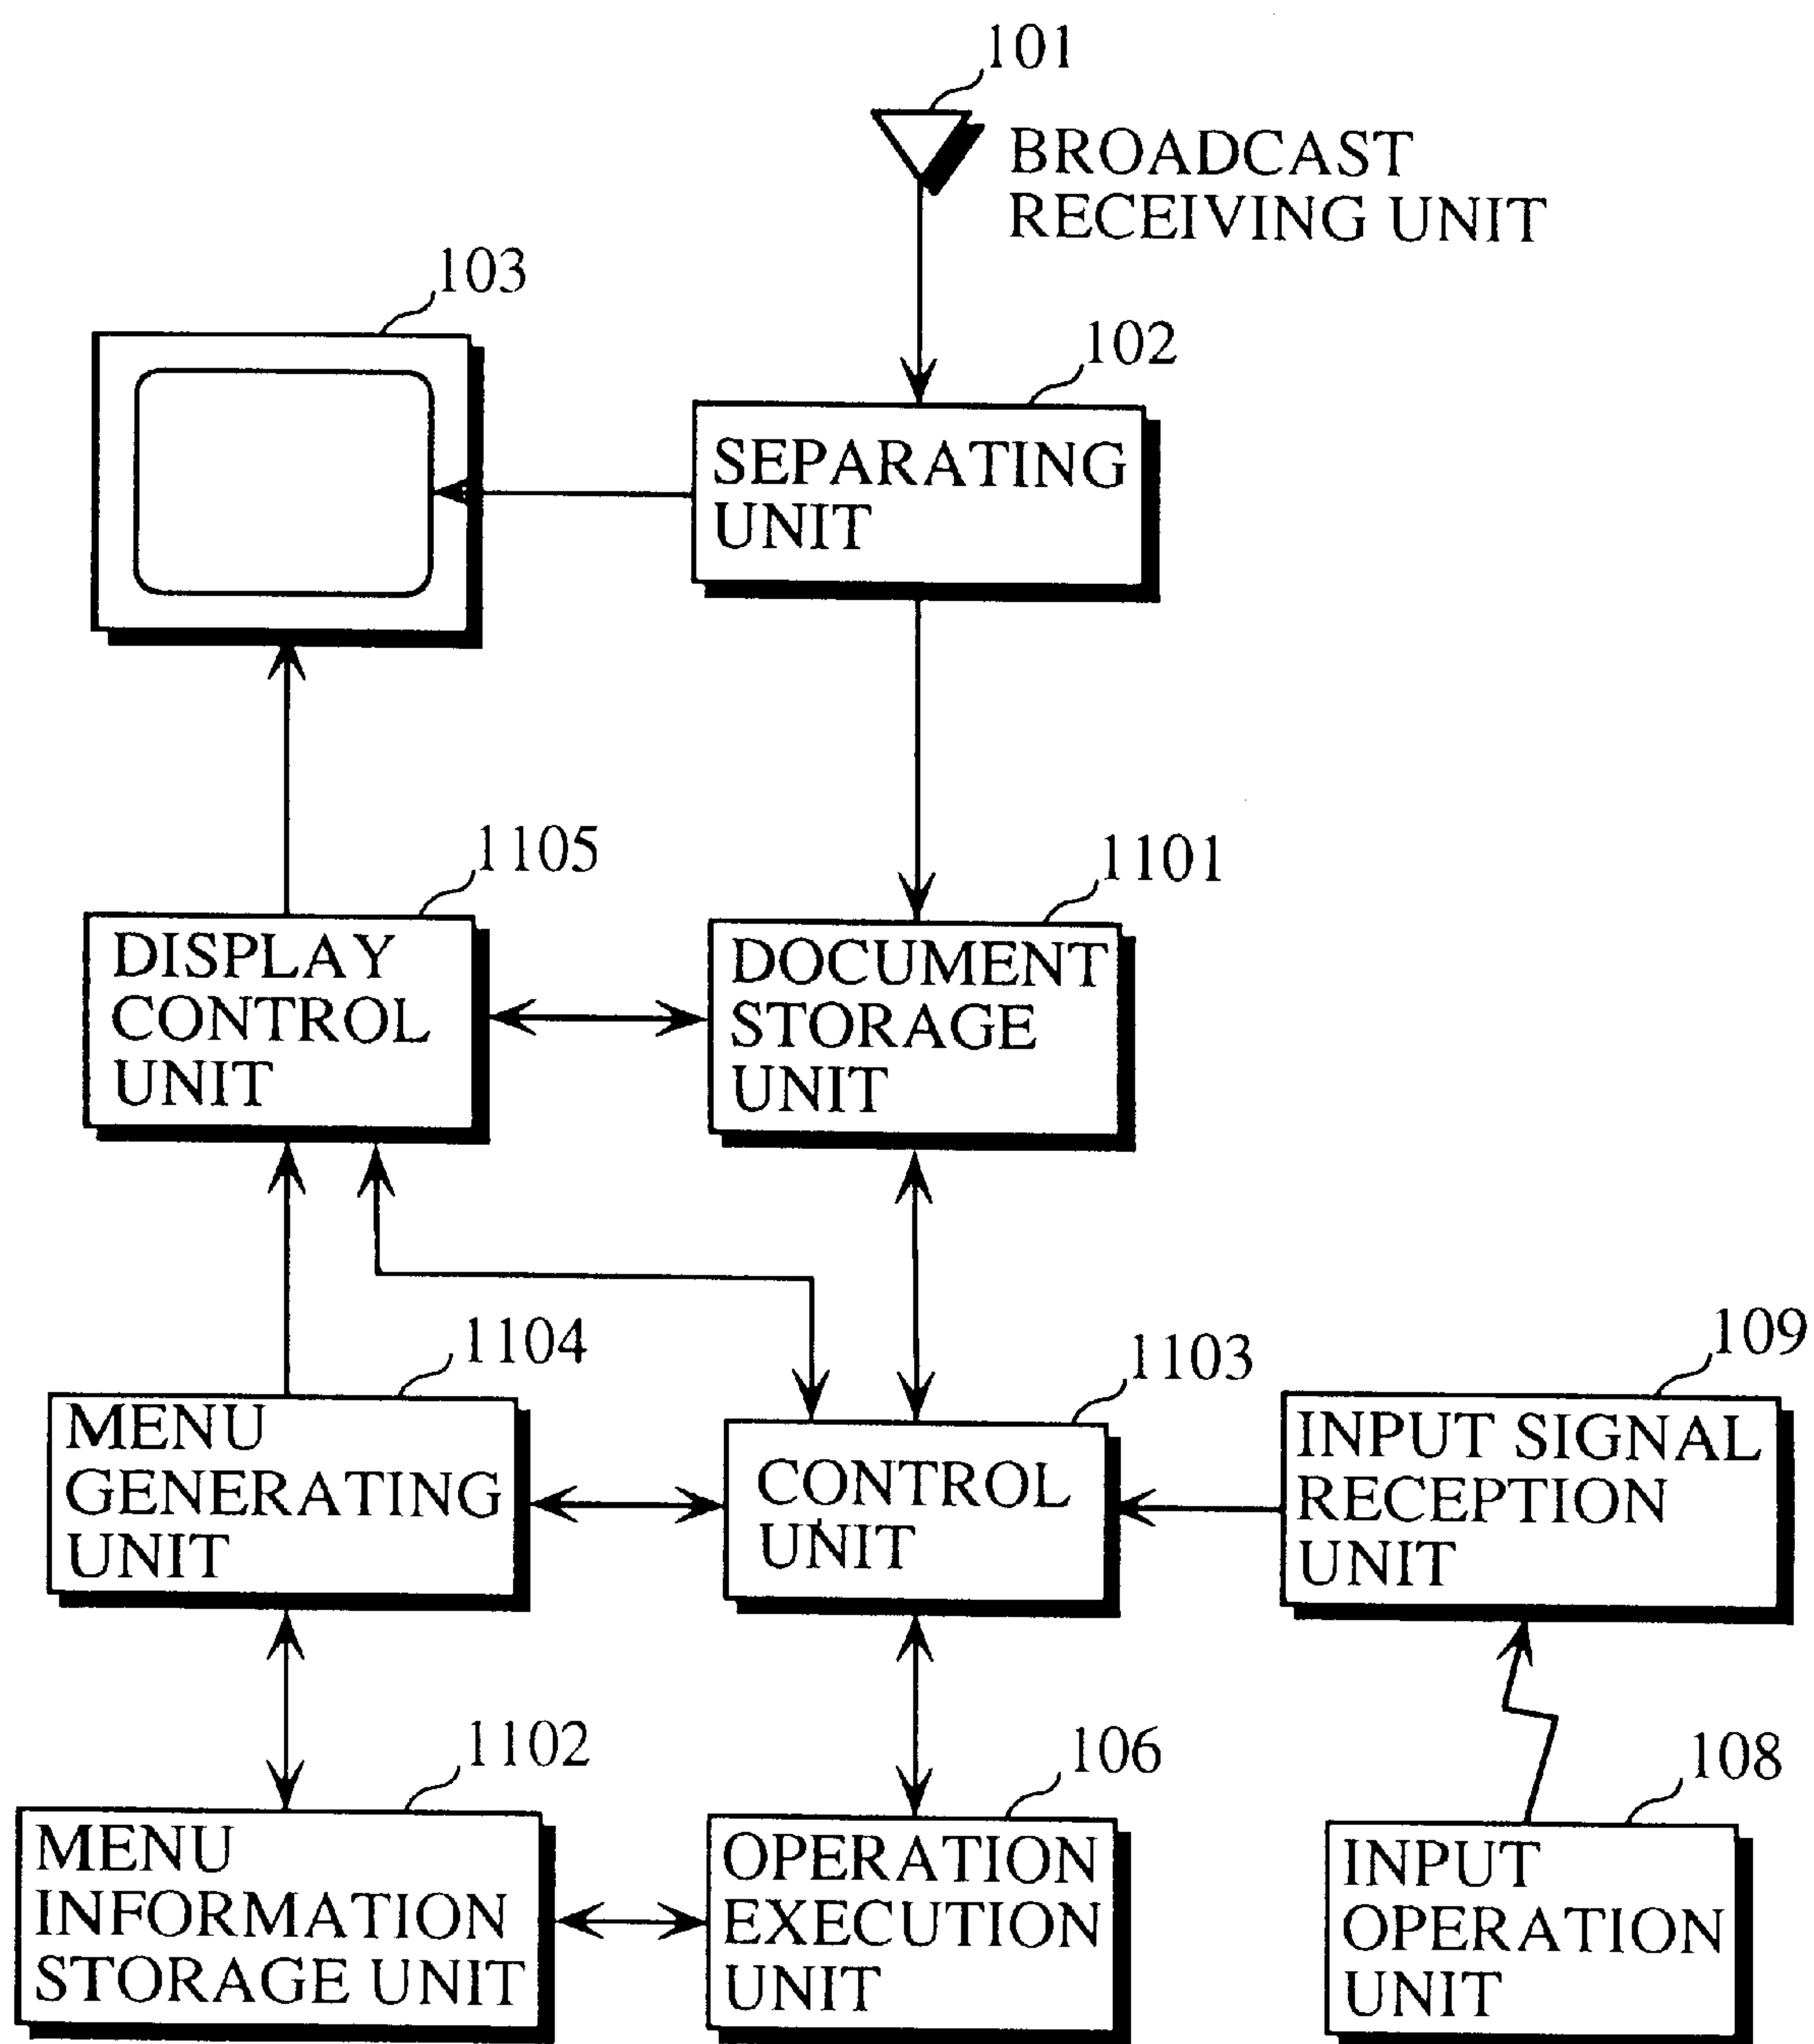 101
BROADCAST
RECEIVING UNIT
103
102
SEPARATING
UNIT
1105
1101
DISPLAY
CONTROL
UNIT
DOCUMENT
STORAGE
UNIT
1104
1103
109
MENU
GENERATING
UNIT
CONTROL
UNIT
INPUT SIGNAL
RECEPTION
UNIT
1102
106
108
MENU
INFORMATION
STORAGE UNIT
OPERATION
EXECUTION
UNIT
INPUT
OPERATION
UNIT